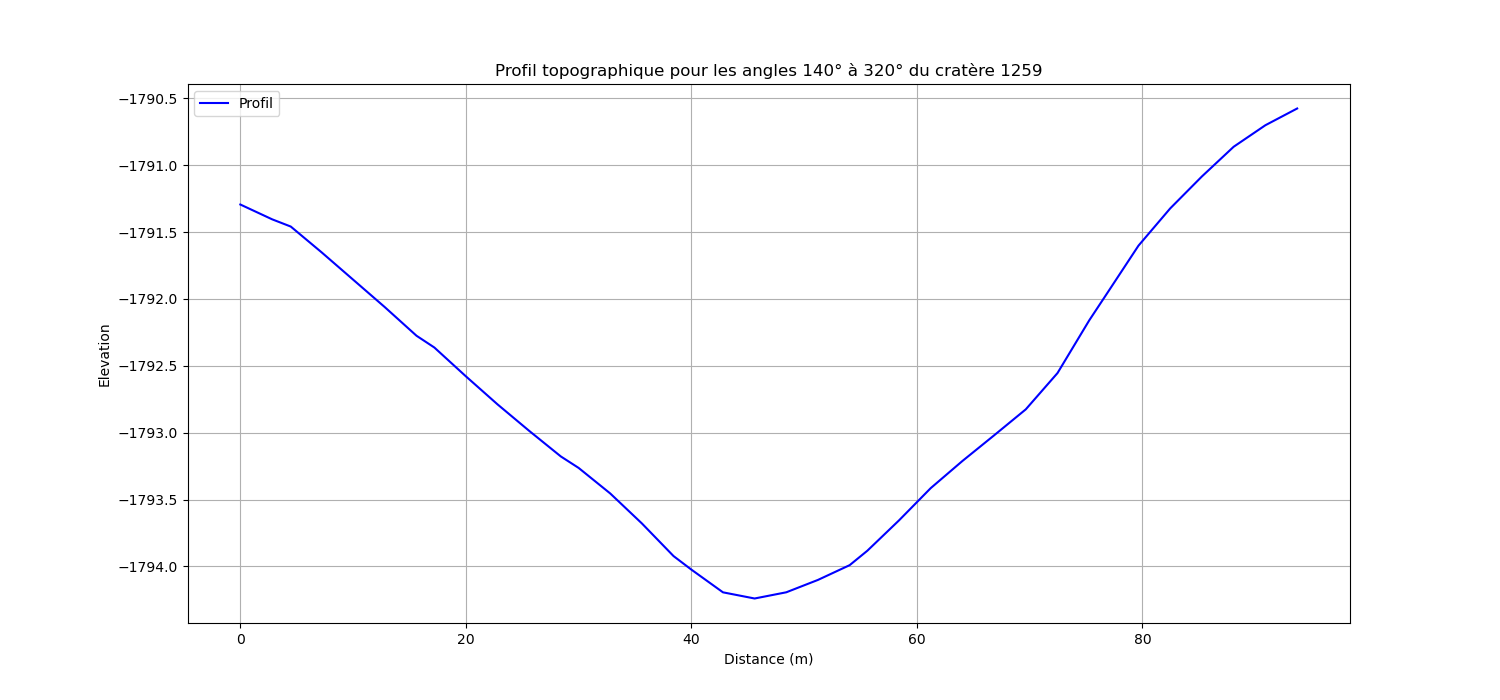 Profil topographique pour les angles 140° à 320° du cratère 1259
Profil
−1790.5
−1791.0
−1791.5
−1792.0
−1792.5
−1793.0
−1793.5
−1794.0
Elevation
0 20 40 60 80
Distance (m)